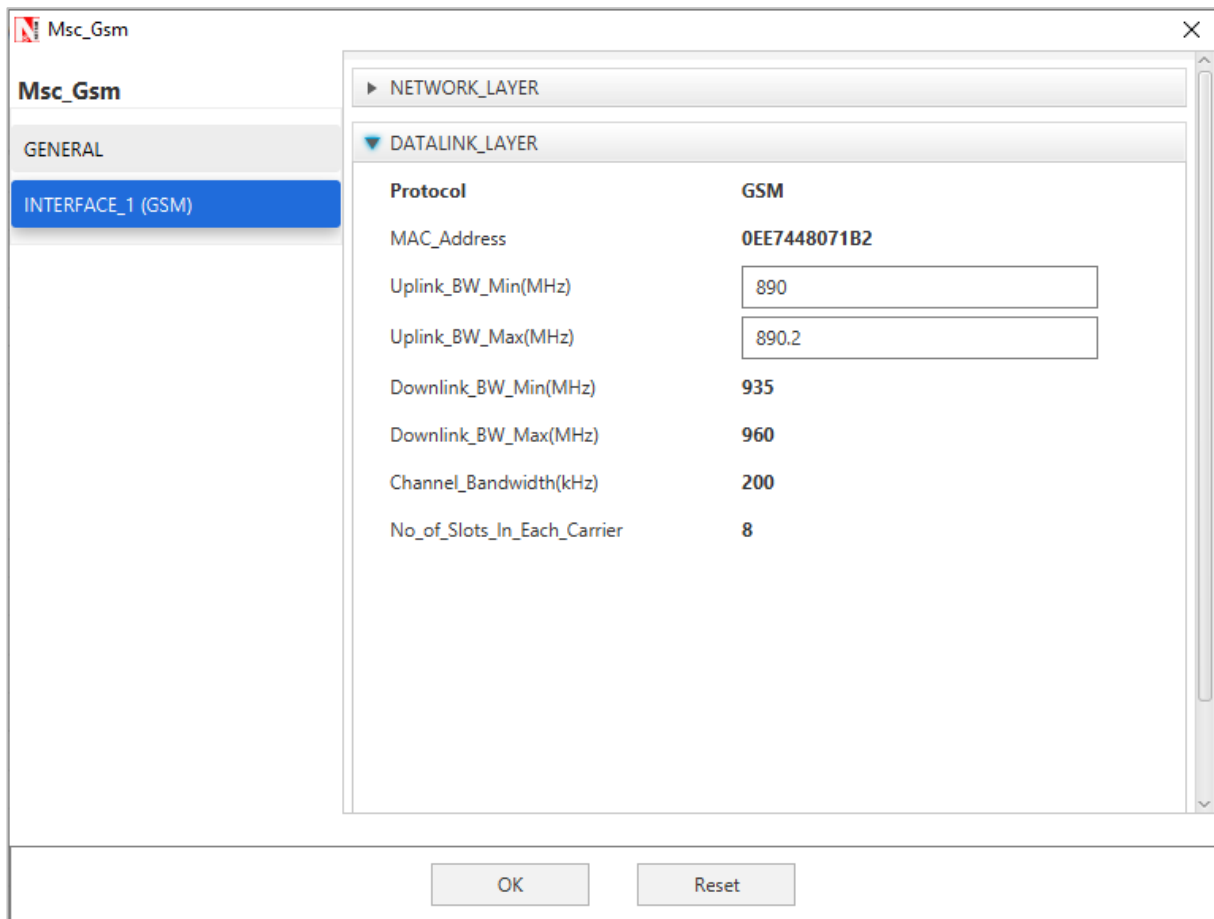 Msc_Gsm
Msc_Gsm
GENERAL
INTERFACE_1 (GSM)
NETWORK_LAYER
DATALINK_LAYER
Protocol GSM
MAC_Address 0EE7448071B2
Uplink_BW_Min(MHz) 890
Uplink_BW_Max(MHz) 890.2
Downlink_BW_Min(MHz) 935
Downlink_BW_Max(MHz) 960
Channel_Bandwidth(kHz) 200
No_of_Slots_In_Each_Carrier 8
OK Reset